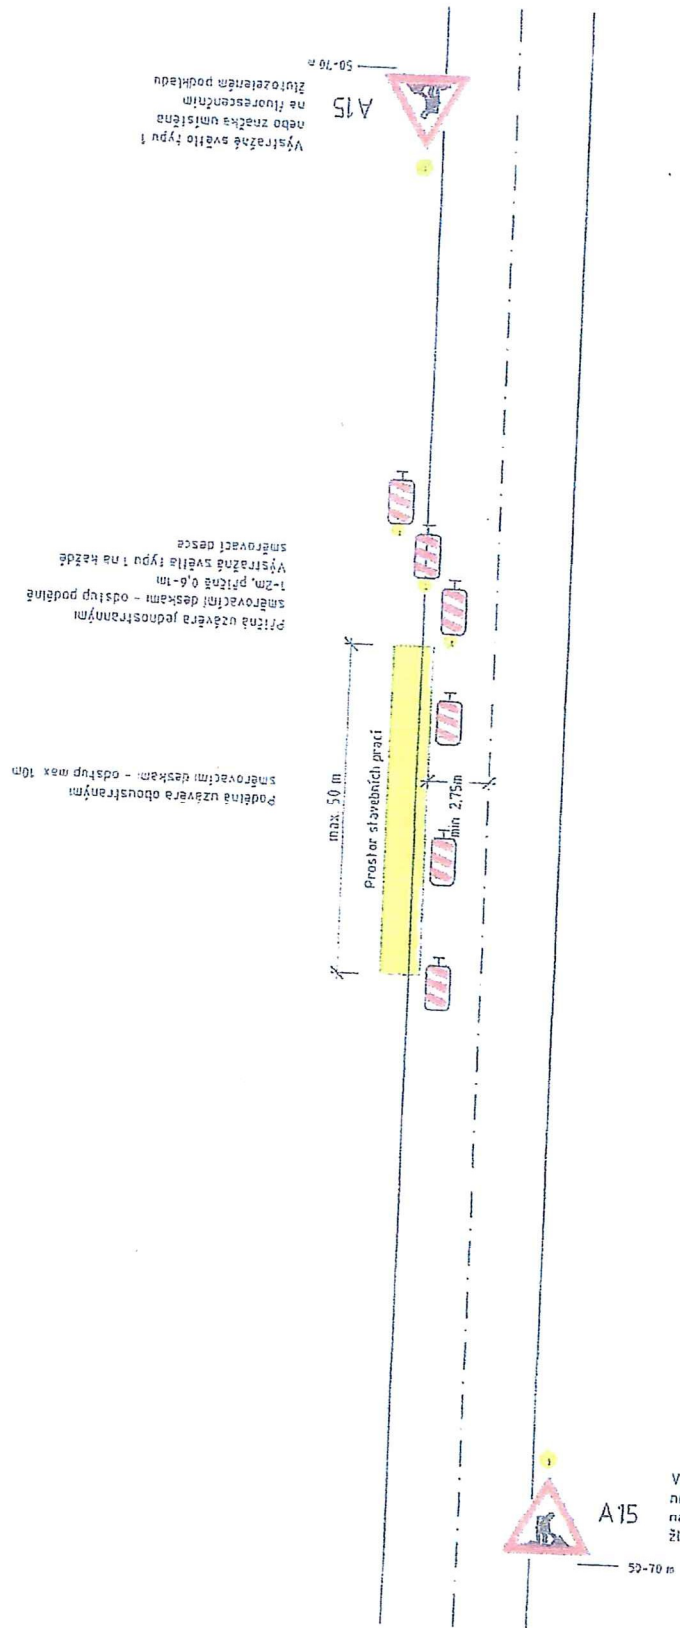 50-70 m
A15
Výstražné světlo typu 1
nebo značka umístěna
na fluorescenčním
žlutozeleném podkladu
Příčná uzávěra jednostrannými
směrovacími deskami - odstup podélně
1-2m, příčně 0,6-1m
Výstražná světla typu 1 na každé
směrovací desce
Podélná uzávěra oboustrannými
směrovacími deskami - odstup max 10m
max. 50 m
Prostor stavebních prací
min 2,75m
A15
50-70 m